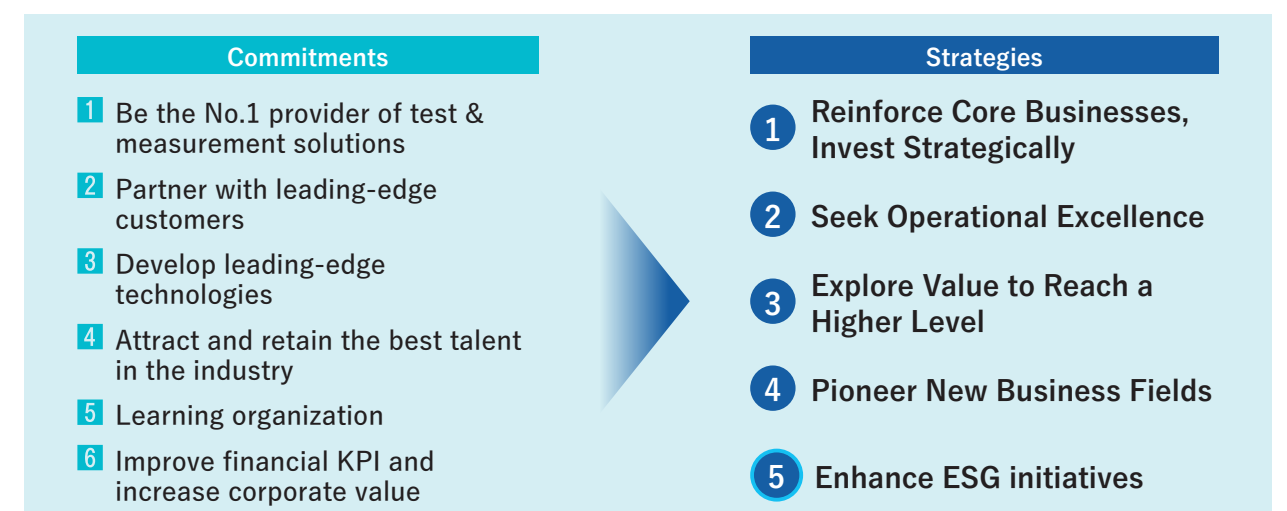 Commitments
1 Be the No.1 provider of test &
measurement solutions
2 Partner with leading-edge
customers
3 Develop leading-edge
technologies
4 Attract and retain the best talent
in the industry
5 Learning organization
6 Improve financial KPI and
increase corporate value
Strategies
1 Reinforce Core Businesses,
Invest Strategically
2 Seek Operational Excellence
3 Explore Value to Reach a
Higher Level
4 Pioneer New Business Fields
5 Enhance ESG initiatives